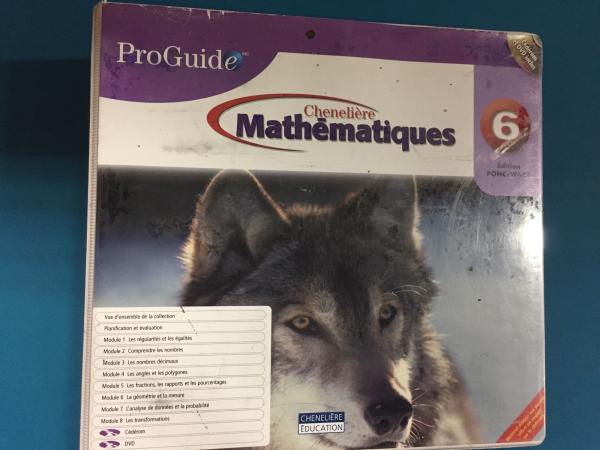 ProGuide MC
Chenelière
Mathématiques
6
Édition
PONC/WNCP
Vue d'ensemble de la collection
Planification et évaluation
Module 1 Les régularités et les égalités
Module 2 Comprendre les nombres
Module 3 Les nombres décimaux
Module 4 Les angles et les polygones
Module 5 Les fractions, les rapports et les pourcentages
Module 6 La géométrie et la mesure
Module 7 L'analyse de données et la probabilité
Module 8 Les transformations
Cédérom
DVD
CHENELIÈRE
ÉDUCATION